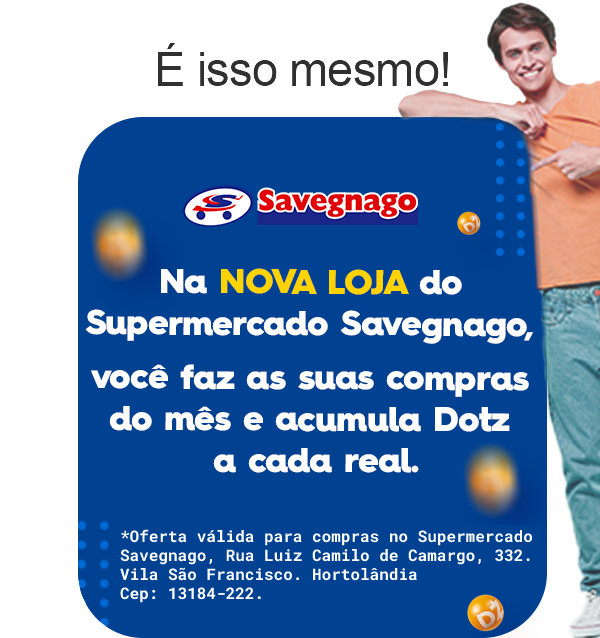 É isso mesmo!
Savegnago
Na NOVA LOJA do
Supermercado Savegnago,
você faz as suas compras
do mês e acumula Dotz
a cada real.
*Oferta válida para compras no Supermercado
Savegnago, Rua Luiz Camilo de Camargo, 332.
Vila São Francisco. Hortolândia
Cep: 13184-222.